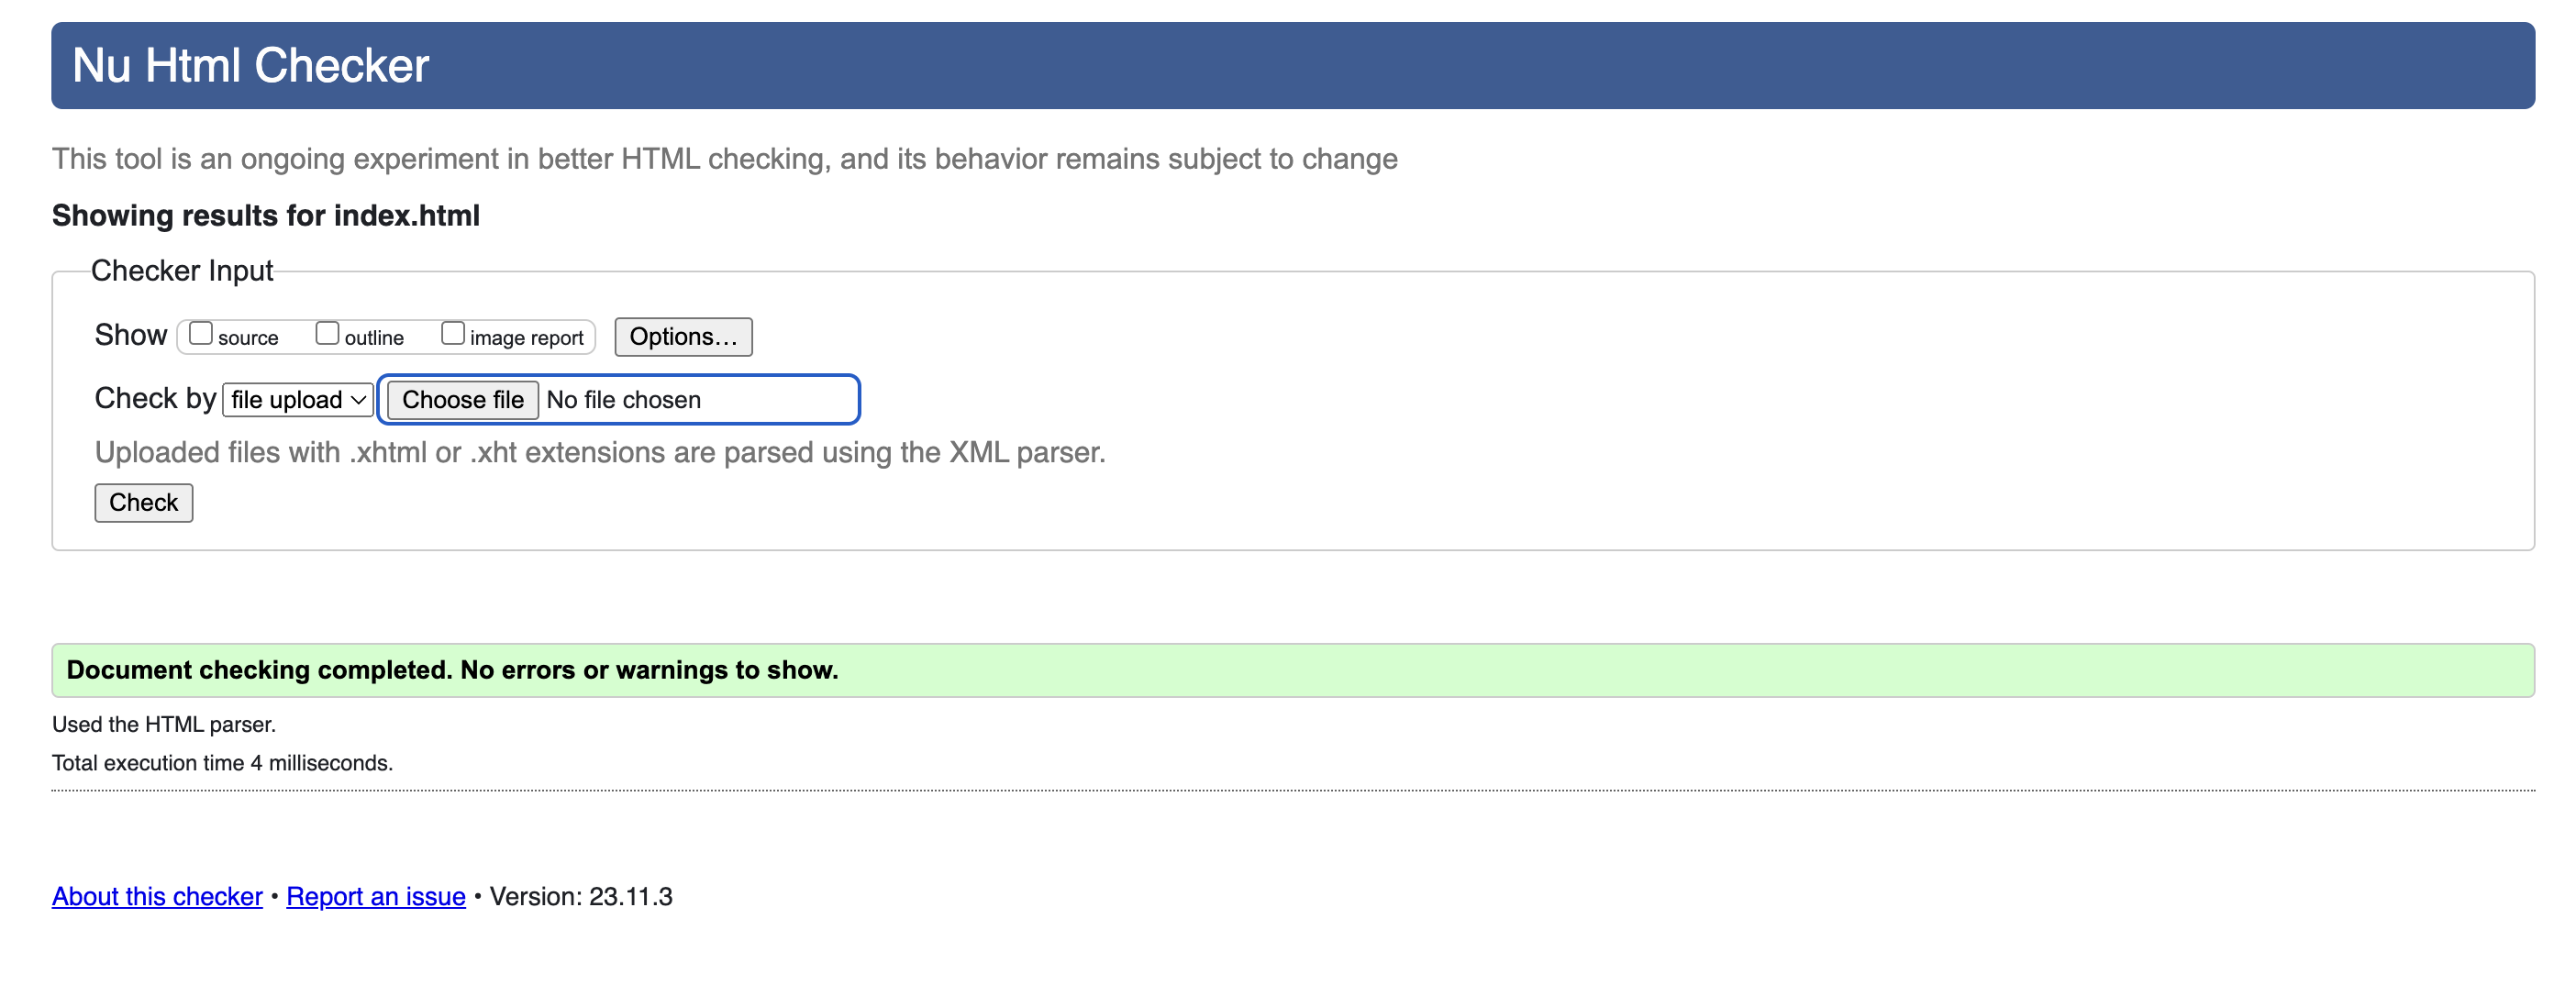 Nu Html Checker
This tool is an ongoing experiment in better HTML checking, and its behavior remains subject to change
Showing results for index.html
Checker Input
Show source outline image report Options...
Check by file upload Choose file No file chosen
Uploaded files with .xhtml or .xht extensions are parsed using the XML parser.
Check
Document checking completed. No errors or warnings to show.
Used the HTML parser.
Total execution time 4 milliseconds.
About this checker • Report an issue • Version: 23.11.3